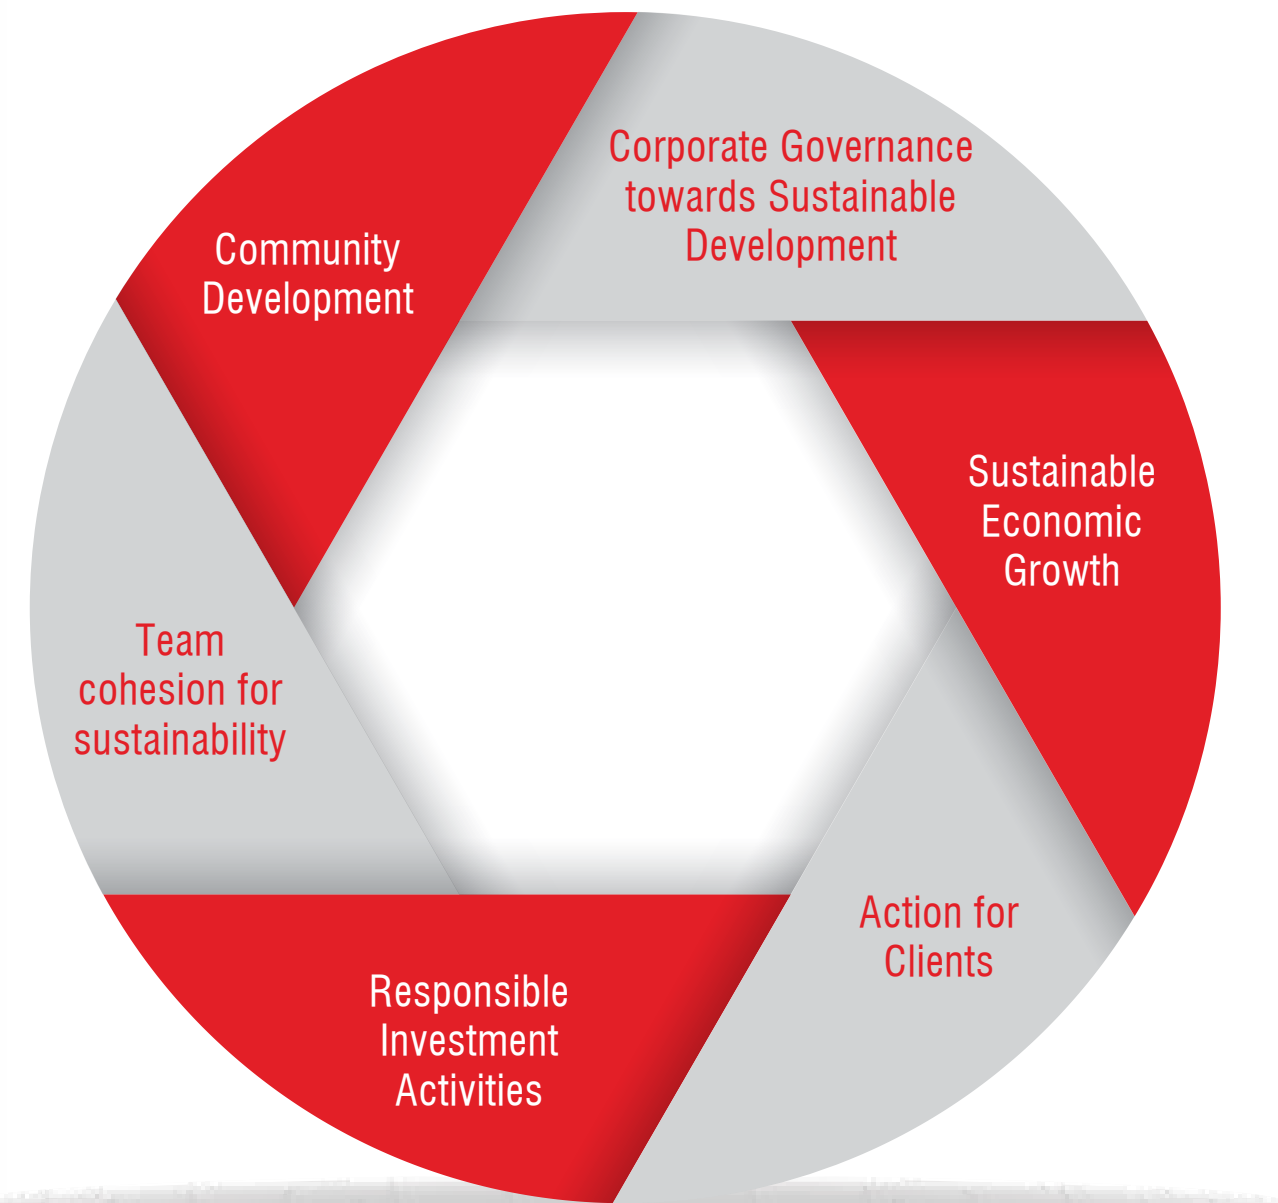 Corporate Governance
towards Sustainable
Development
Community
Development
Sustainable
Economic
Growth
Team
cohesion for
sustainability
Action for
Clients
Responsible
Investment
Activities